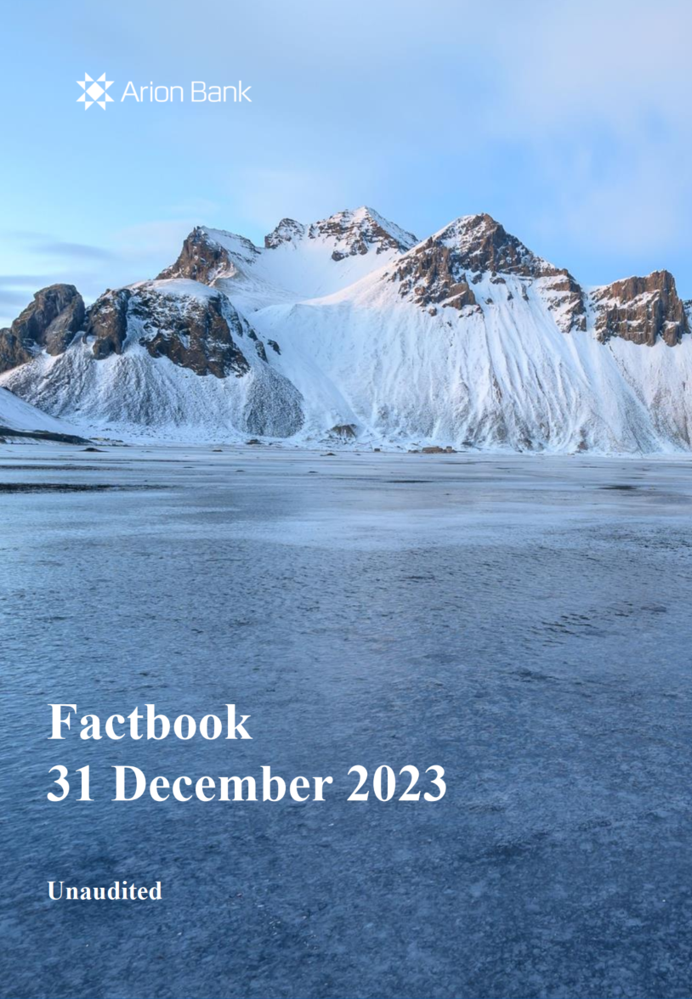 Arion Bank
Factbook
31 December 2023
Unaudited